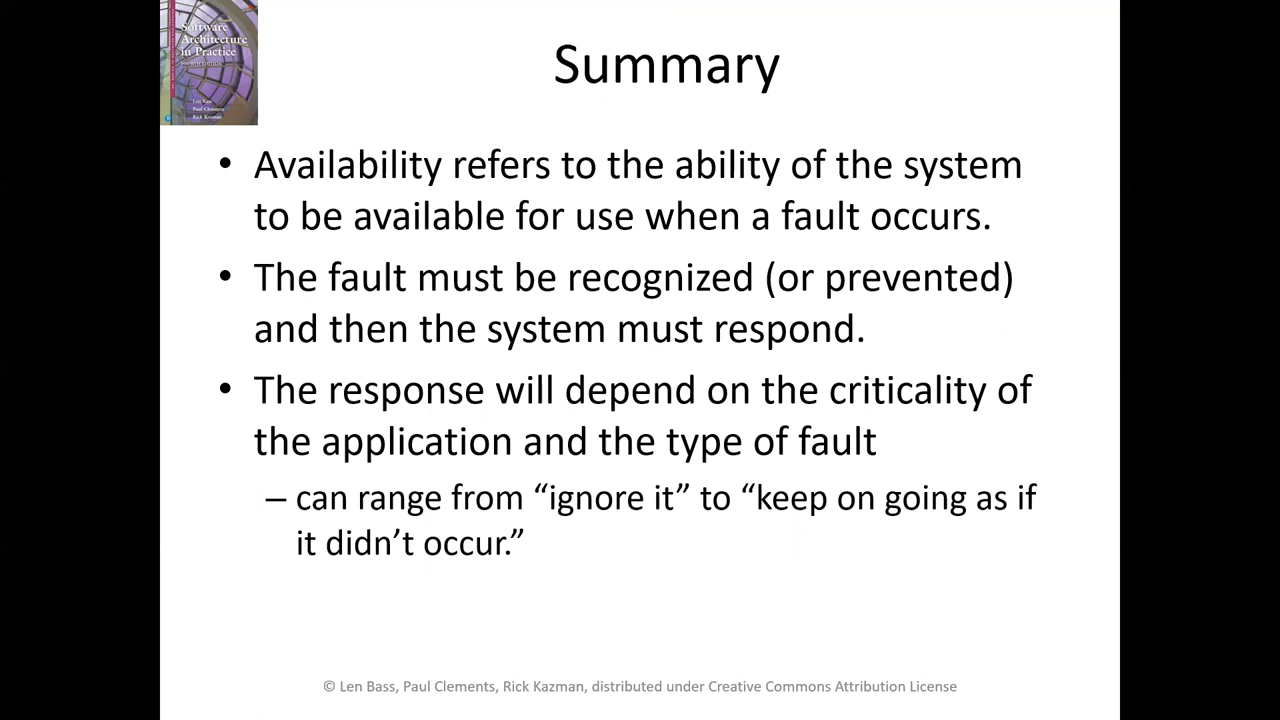 Software
Architecture
in Practice
FOURTH EDITION
Len Bass
Paul Clements
Rick Kazman
Summary
• Availability refers to the ability of the system
to be available for use when a fault occurs.
• The fault must be recognized (or prevented)
and then the system must respond.
• The response will depend on the criticality of
the application and the type of fault
– can range from “ignore it” to “keep on going as if
it didn’t occur.”
© Len Bass, Paul Clements, Rick Kazman, distributed under Creative Commons Attribution License